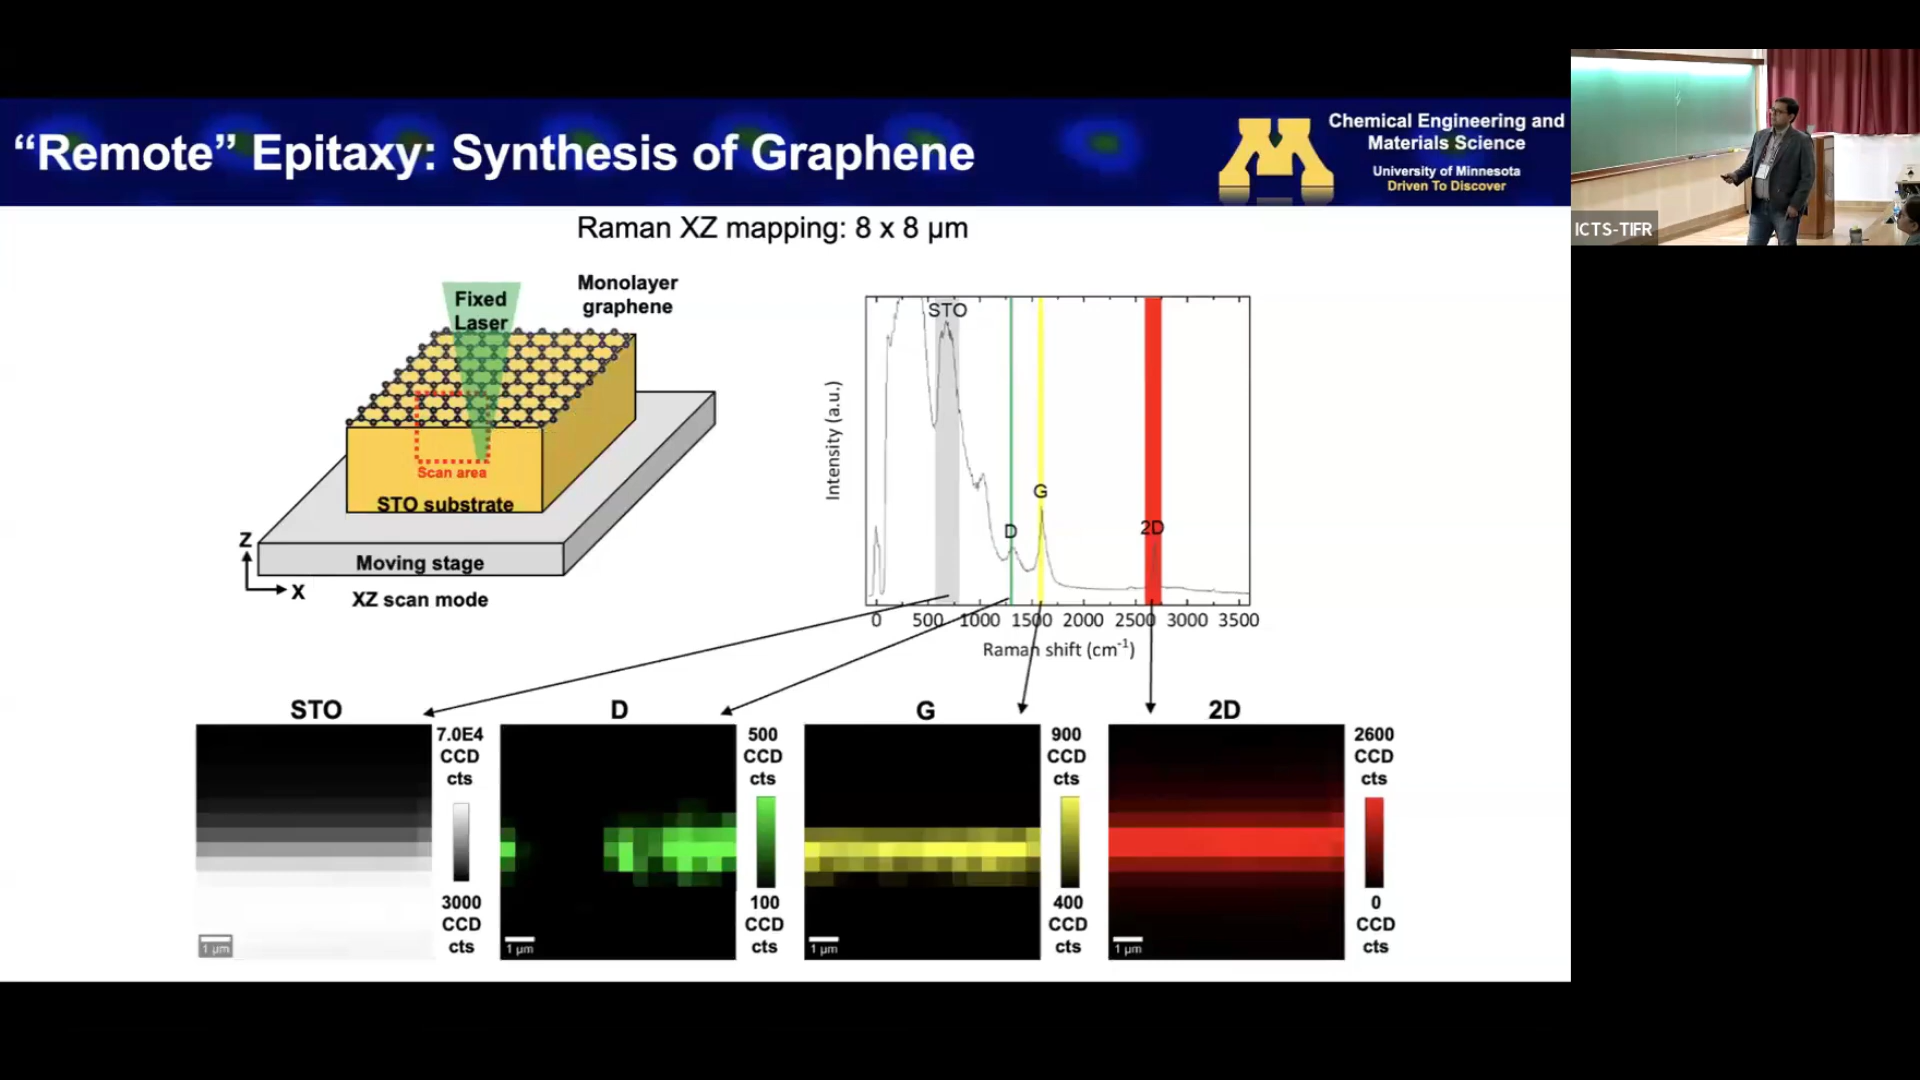 “Remote” Epitaxy: Synthesis of Graphene
Chemical Engineering and
Materials Science
University of Minnesota
Driven To Discover
ICTS-TIFR
Raman XZ mapping: 8 x 8 µm
Fixed
Laser
Monolayer
graphene
Scan area
STO substrate
Moving stage
Z
X
XZ scan mode
Intensity (a.u.)
STO
D
G
2D
0 500 1000 1500 2000 2500 3000 3500
Raman shift (cm-1)
STO
7.0E4
CCD
cts
3000
CCD
cts
1 µm
D
500
CCD
cts
100
CCD
cts
1 µm
G
900
CCD
cts
400
CCD
cts
1 µm
2D
2600
CCD
cts
0
CCD
cts
1 µm